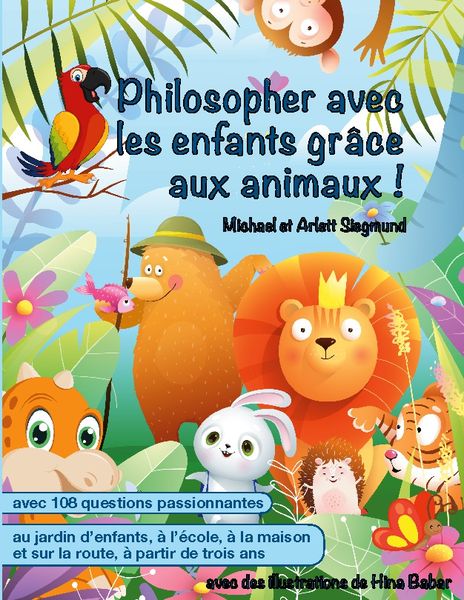 Philosopher avec
les enfants grâce
aux animaux !
Michael et Arlett Siegmund
avec 108 questions passionnantes
au jardin d'enfants, à l'école, à la maison
et sur la route, à partir de trois ans
avec des illustrations de Hina Babar